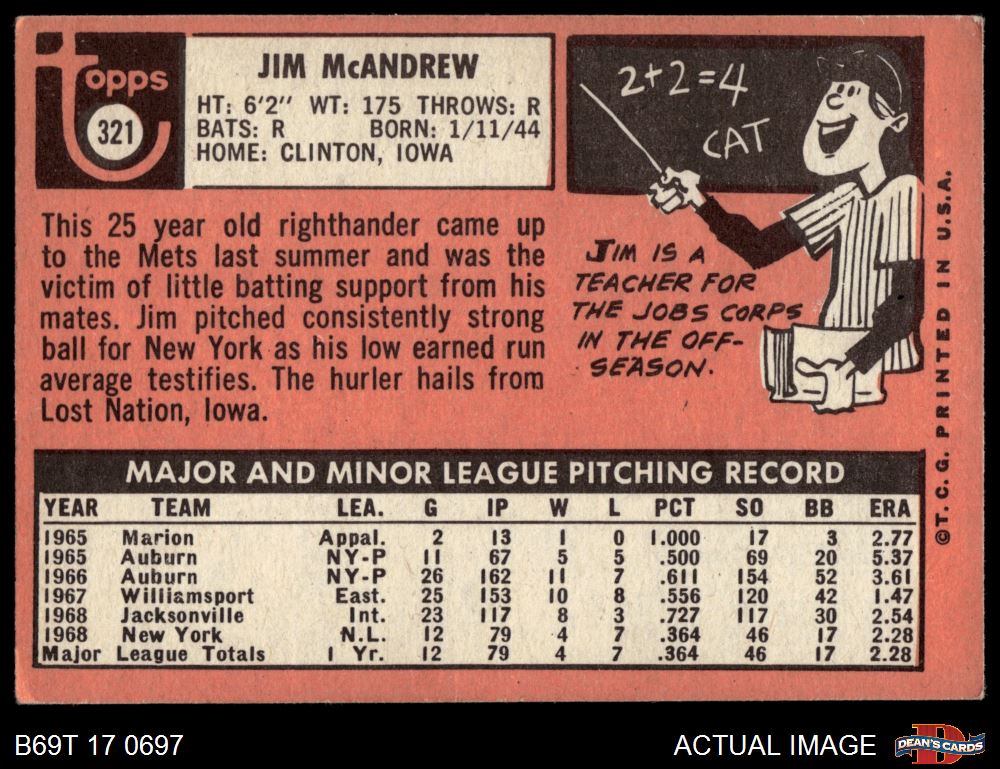 topps
321
JIM McANDREW
HT: 6'2" WT: 175 THROWS: R
BATS: R BORN: 1/11/44
HOME: CLINTON, IOWA
2+2=4
CAT
This 25 year old righthander came up
to the Mets last summer and was the
victim of little batting support from his
mates. Jim pitched consistently strong
ball for New York as his low earned run
average testifies. The hurler hails from
Lost Nation, Iowa.
JIM IS A
TEACHER FOR
THE JOBS CORPS
IN THE OFF-
SEASON.
©T.C.G. PRINTED IN U.S.A.
MAJOR AND MINOR LEAGUE PITCHING RECORD
YEAR TEAM LEA. G IP W L PCT SO BB ERA
1965 Marion Appal. 2 13 1 0 1.000 17 3 2.77
1965 Auburn NY-P 11 67 5 5 .500 69 20 5.37
1966 Auburn NY-P 26 162 11 7 .611 154 52 3.61
1967 Williamsport East. 25 153 10 8 .556 120 42 1.47
1968 Jacksonville Int. 23 117 8 3 .727 117 30 2.54
1968 New York N.L. 12 79 4 7 .364 46 17 2.28
Major League Totals 1 Yr. 12 79 4 7 .364 46 17 2.28
B69T 17 0697
ACTUAL IMAGE
D
DEAN'S CARDS